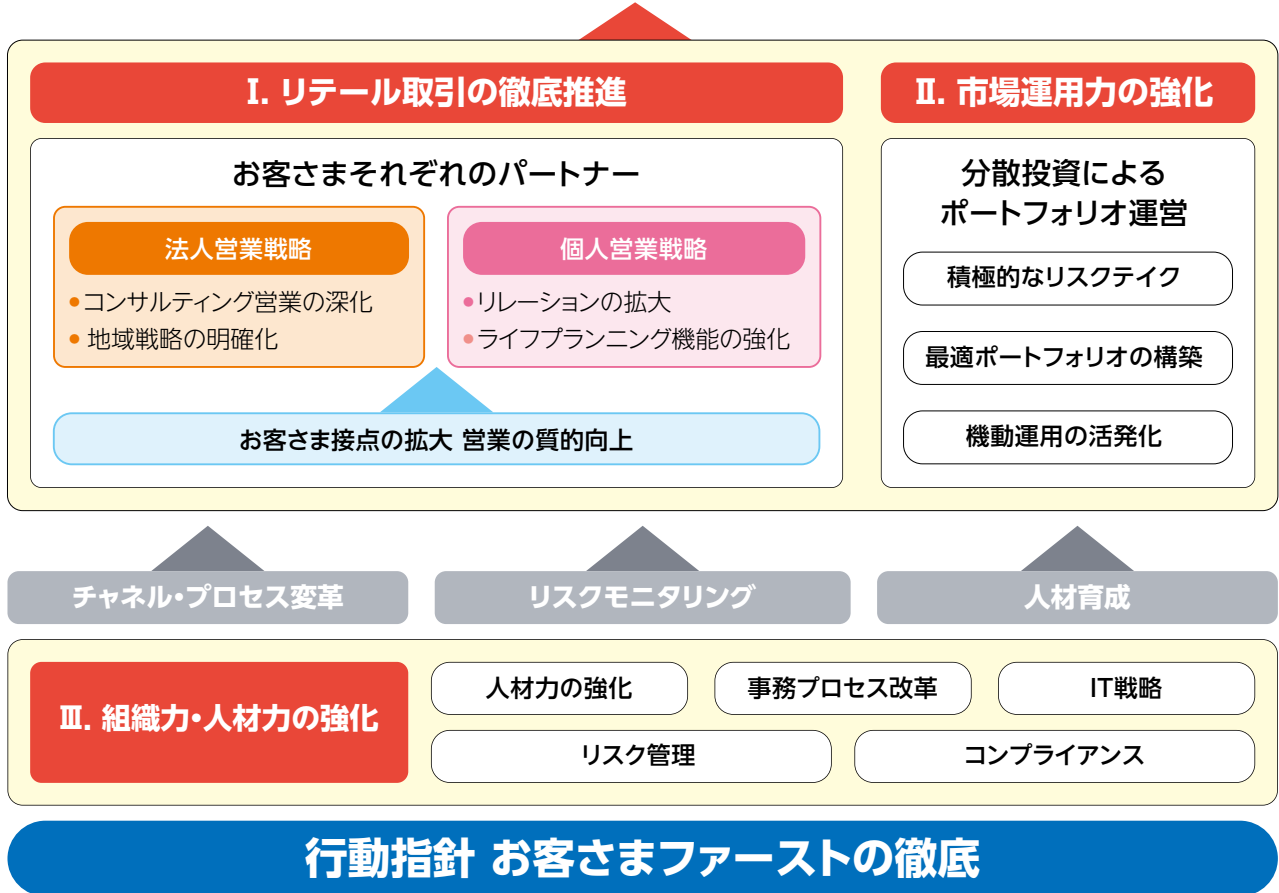 Ⅰ. リテール取引の徹底推進
お客さまそれぞれのパートナー
法人営業戦略
•コンサルティング営業の深化
• 地域戦略の明確化
個人営業戦略
•リレーションの拡大
•ライフプランニング機能の強化
お客さま接点の拡大 営業の質的向上
Ⅱ. 市場運用力の強化
分散投資による
ポートフォリオ運営
積極的なリスクテイク
最適ポートフォリオの構築
機動運用の活発化
チャネル・プロセス変革
リスクモニタリング
人材育成
Ⅲ. 組織力・人材力の強化
人材力の強化
事務プロセス改革
IT戦略
リスク管理
コンプライアンス
行動指針 お客さまファーストの徹底